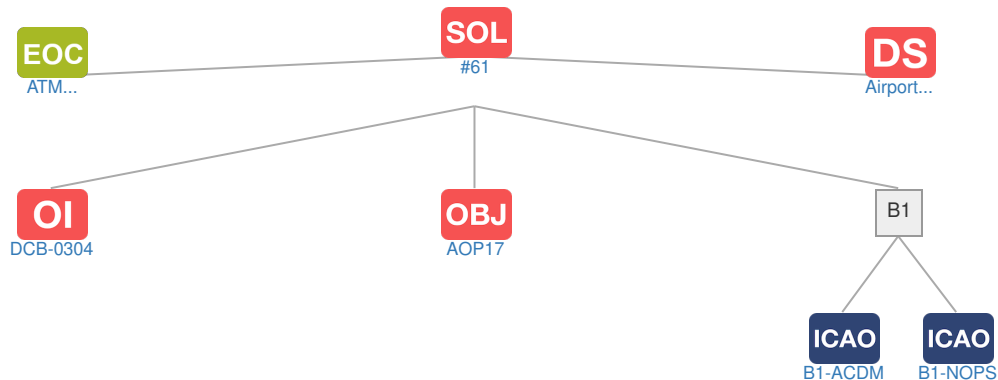 EOC
ATM...
SOL
#61
DS
Airport...
OI
DCB-0304
OBJ
AOP17
B1
ICAO
B1-ACDM
ICAO
B1-NOPS